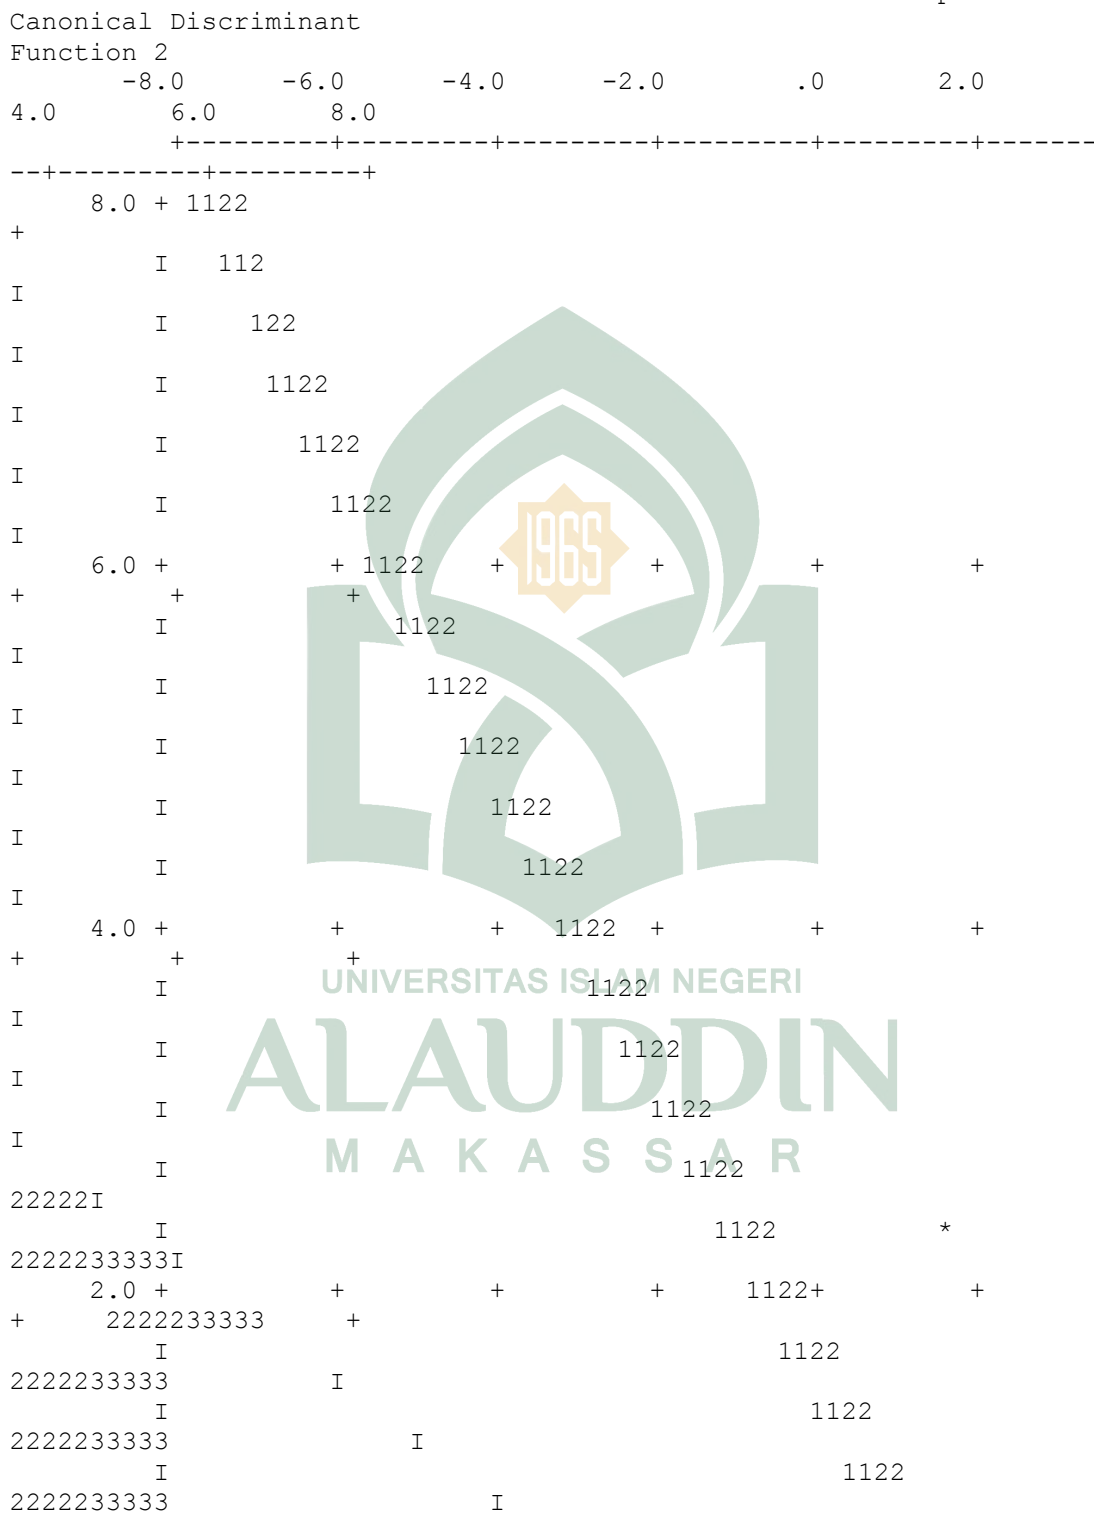 Canonical Discriminant
Function 2
       -8.0      -6.0      -4.0      -2.0        .0       2.0
4.0       6.0       8.0
          +---------+---------+---------+---------+---------+-------
--+---------+---------+
     8.0 + 1122
+
         I   112
I
         I     122
I
         I      1122
I
         I        1122
I
         I          1122
I
     6.0 +          + 1122    +         +         +         +
+         +          +
         I              1122
I
         I                1122
I
         I                  1122
I
         I                    1122
I
         I                      1122
I
     4.0 +          +         +   1122  +         +         +
+         +          +
         I                          1122
I
         I                            1122
I
         I                              1122
I
         I                                1122
22222I
         I                                  1122          *
2222233333I
     2.0 +          +         +         +     1122+         +
+     2222233333     +
         I                                      1122
2222233333          I
         I                                        1122
2222233333               I
         I                                          1122
2222233333                    I
1965
UNIVERSITAS ISLAM NEGERI
ALAUDDIN
MAKASSAR